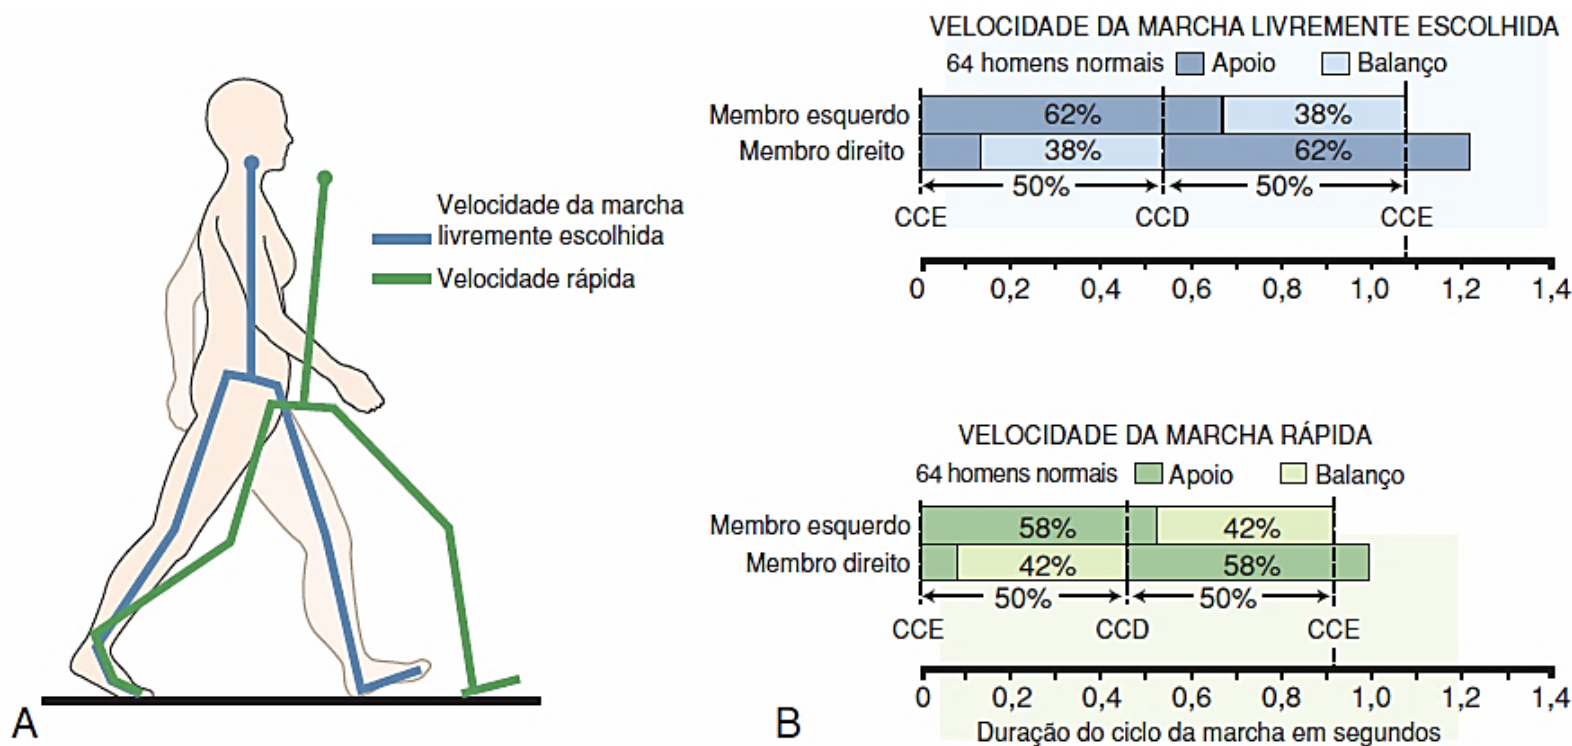 Velocidade da marcha
livremente escolhida
Velocidade rápida
A
VELOCIDADE DA MARCHA LIVREMENTE ESCOLHIDA
64 homens normais Apoio Balanço
Membro esquerdo 62% 38%
Membro direito 38% 62%
50% 50%
CCE CCD CCE
0 0,2 0,4 0,6 0,8 1,0 1,2 1,4
VELOCIDADE DA MARCHA RÁPIDA
64 homens normais Apoio Balanço
Membro esquerdo 58% 42%
Membro direito 42% 58%
50% 50%
CCE CCD CCE
0 0,2 0,4 0,6 0,8 1,0 1,2 1,4
B Duração do ciclo da marcha em segundos